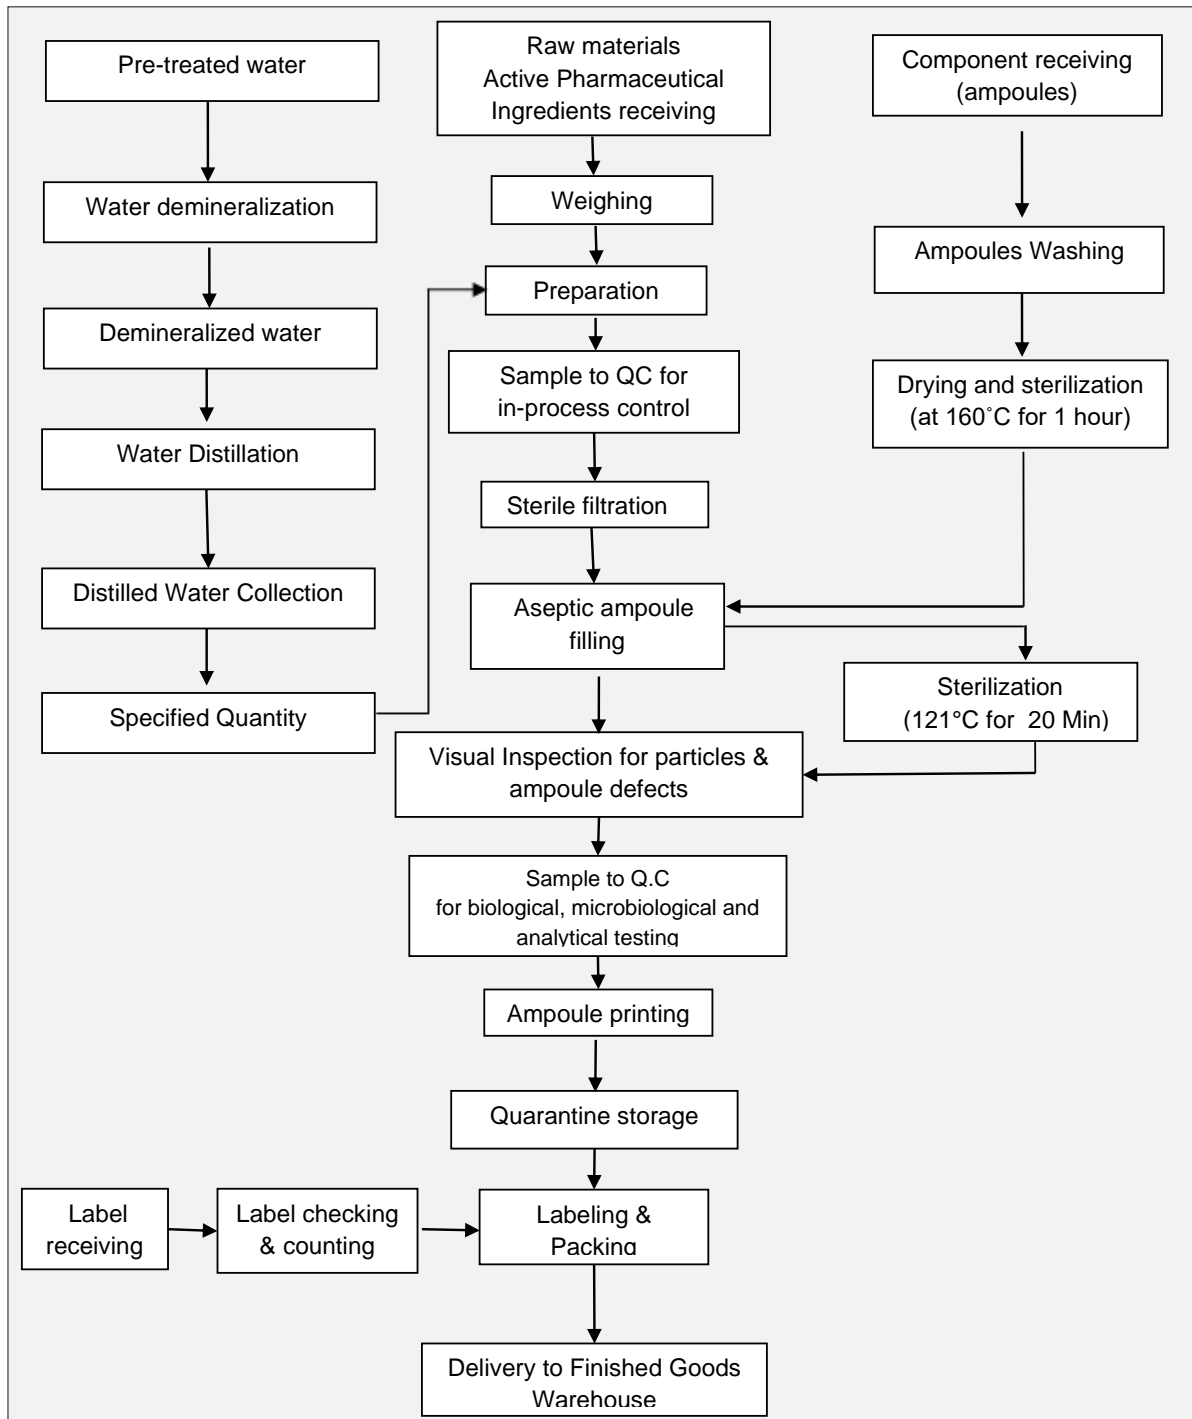 Pre-treated water
Water demineralization
Demineralized water
Water Distillation
Distilled Water Collection
Specified Quantity
Raw materials
Active Pharmaceutical
Ingredients receiving
Weighing
Preparation
Sample to QC for
in-process control
Sterile filtration
Aseptic ampoule
filling
Component receiving
(ampoules)
Ampoules Washing
Drying and sterilization
(at 160˚C for 1 hour)
Sterilization
(121°C for 20 Min)
Visual Inspection for particles &
ampoule defects
Sample to Q.C
for biological, microbiological and
analytical testing
Ampoule printing
Quarantine storage
Label
receiving
Label checking
& counting
Labeling &
Packing
Delivery to Finished Goods
Warehouse